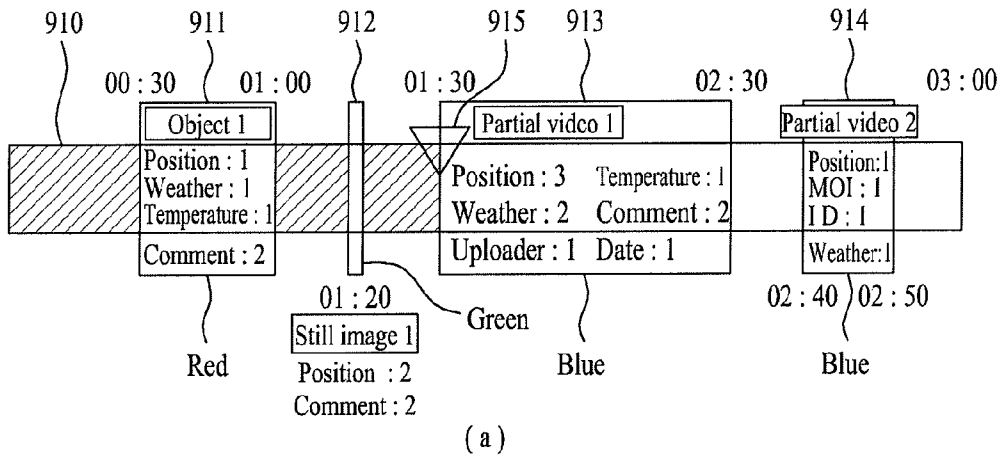 910 911 912 915 913 914
00 : 30 01 : 00 01 : 30 02 : 30 03 : 00
Object 1 Partial video 1 Partial video 2
Position : 1
Weather : 1
Temperature : 1
Comment : 2
Position : 3 Temperature : 1
Weather : 2 Comment : 2
Uploader : 1 Date : 1
Position:1
MOI : 1
I D : 1
Weather:1
01 : 20 02 : 40 02 : 50
Still image 1
Position : 2
Comment : 2
Red Green Blue Blue
( a )